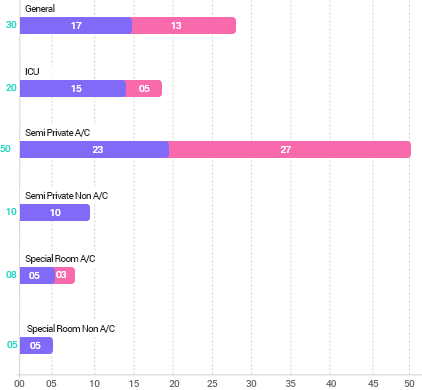 General
30 17 13
ICU
20 15 05
Semi Private A/C
50 23 27
Semi Private Non A/C
10 10
Special Room A/C
08 05 03
Special Room Non A/C
05 05
00 05 10 15 20 25 30 35 40 45 50